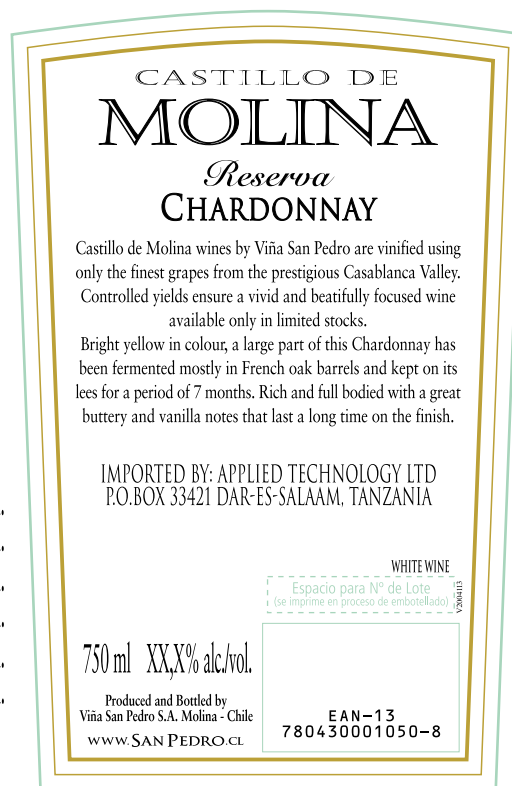 CASTILLO DE
MOLINA
Reserva
CHARDONNAY
Castillo de Molina wines by Viña San Pedro are vinified using
only the finest grapes from the prestigious Casablanca Valley.
Controlled yields ensure a vivid and beatifully focused wine
available only in limited stocks.
Bright yellow in colour, a large part of this Chardonnay has
been fermented mostly in French oak barrels and kept on its
lees for a period of 7 months. Rich and full bodied with a great
buttery and vanilla notes that last a long time on the finish.
IMPORTED BY: APPLIED TECHNOLOGY LTD
P.O.BOX 33421 DAR-ES-SALAAM, TANZANIA
WHITE WINE
Espacio para Nº de Lote
(se imprime en proceso de embotellado)
V2004113
750 ml XX,X% alc./vol.
Produced and Bottled by
Viña San Pedro S.A. Molina - Chile
WWW.SAN PEDRO.CL
EAN-13
780430001050-8